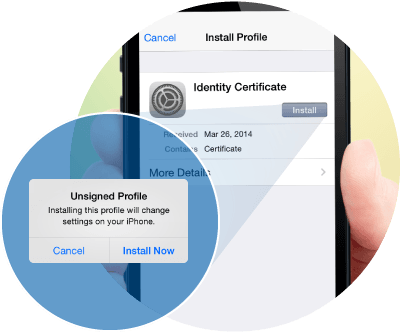 Cancel Install Profile
Identity Certificate
Install
Received Mar 26, 2014
Contains Certificate
More Details
Unsigned Profile
Installing this profile will change
settings on your iPhone.
Cancel Install Now